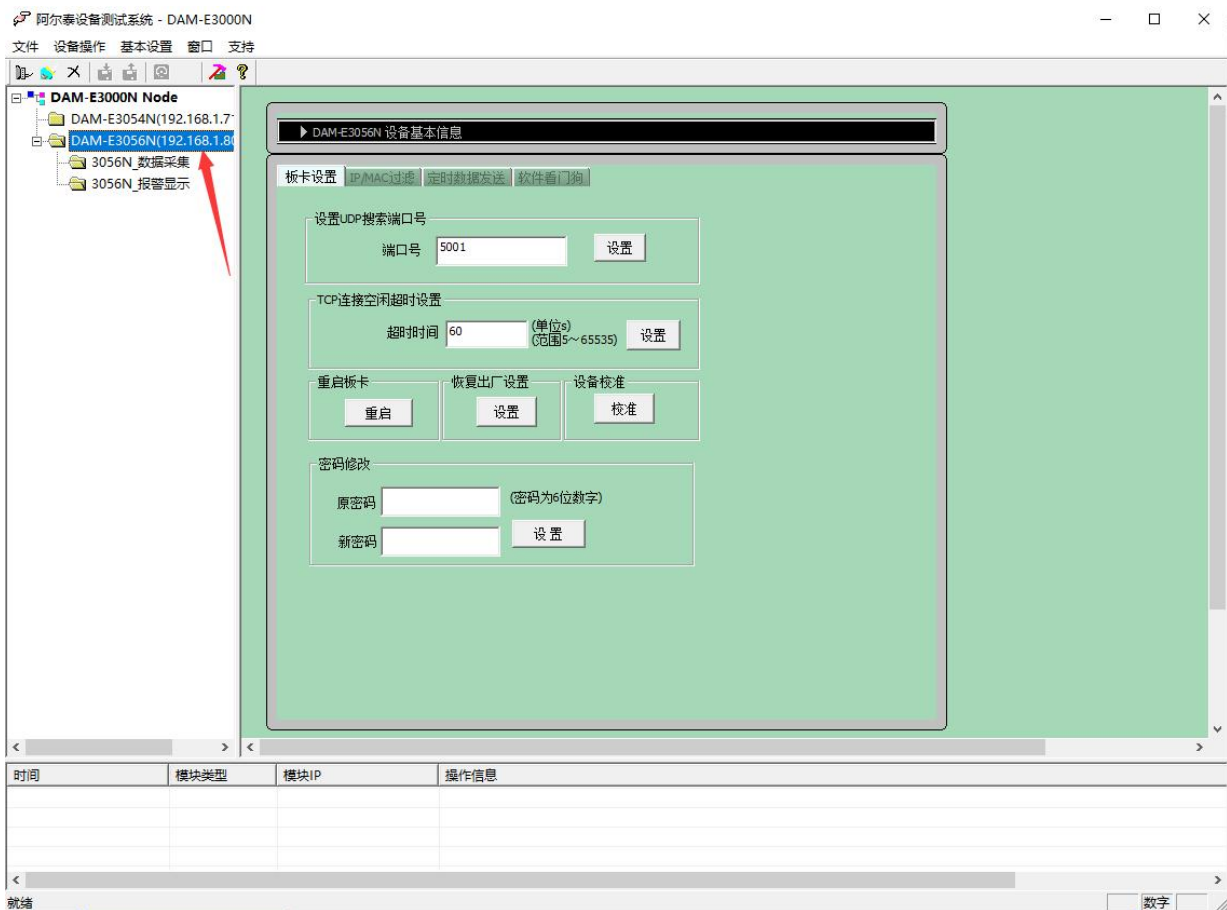 阿尔泰设备测试系统 - DAM-E3000N
文件 设备操作 基本设置 窗口 支持
DAM-E3000N Node
DAM-E3054N(192.168.1.7
DAM-E3056N(192.168.1.80
3056N_数据采集
3056N_报警显示
DAM-E3056N 设备基本信息
板卡设置 IP/MAC过滤 定时数据发送 软件看门狗
设置UDP搜索端口号
端口号 5001 设置
TCP连接空闲超时设置
超时时间 60 (单位s) 设置
(范围5～65535)
重启板卡 恢复出厂设置 设备校准
重启 设置 校准
密码修改
原密码 (密码为6位数字)
新密码 设 置
时间 模块类型 模块IP 操作信息
就绪 数字